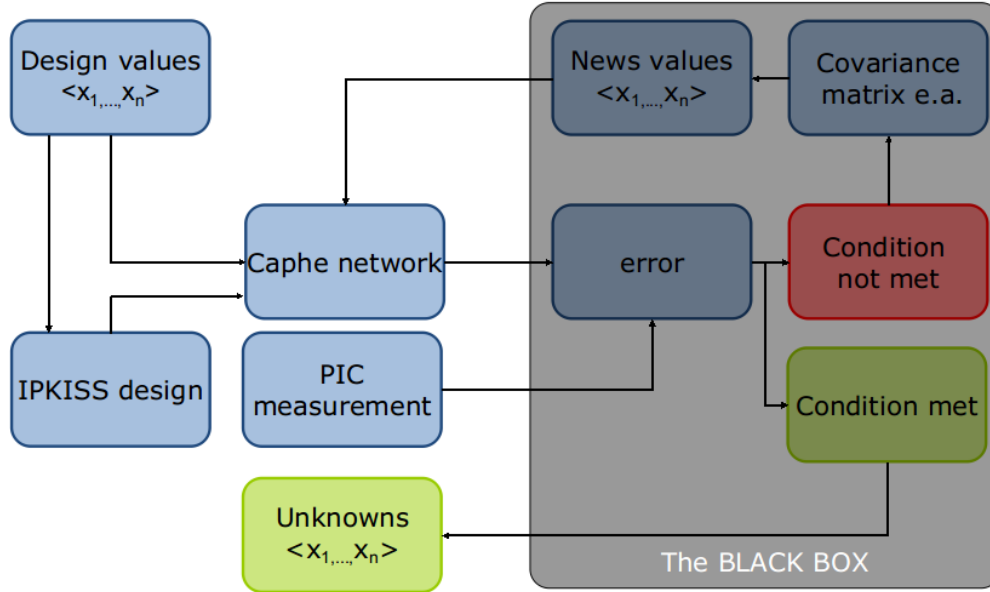 Design values
<x₁,...,xₙ>
News values
<x₁,...,xₙ>
Covariance
matrix e.a.
Caphe network
error
Condition
not met
IPKISS design
PIC
measurement
Condition met
Unknowns
<x₁,...,xₙ>
The BLACK BOX